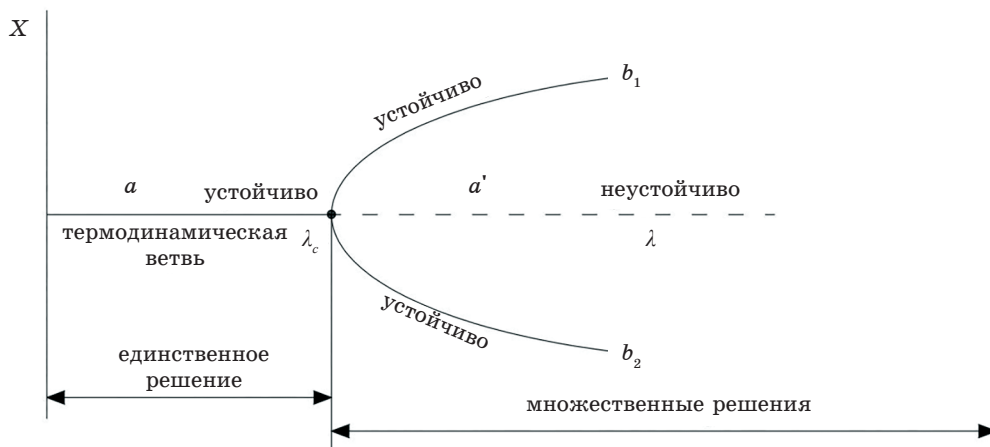 X
b₁
устойчиво
a
устойчиво
a'
неустойчиво
термодинамическая
ветвь
λc
λ
устойчиво
b₂
единственное
решение
множественные решения